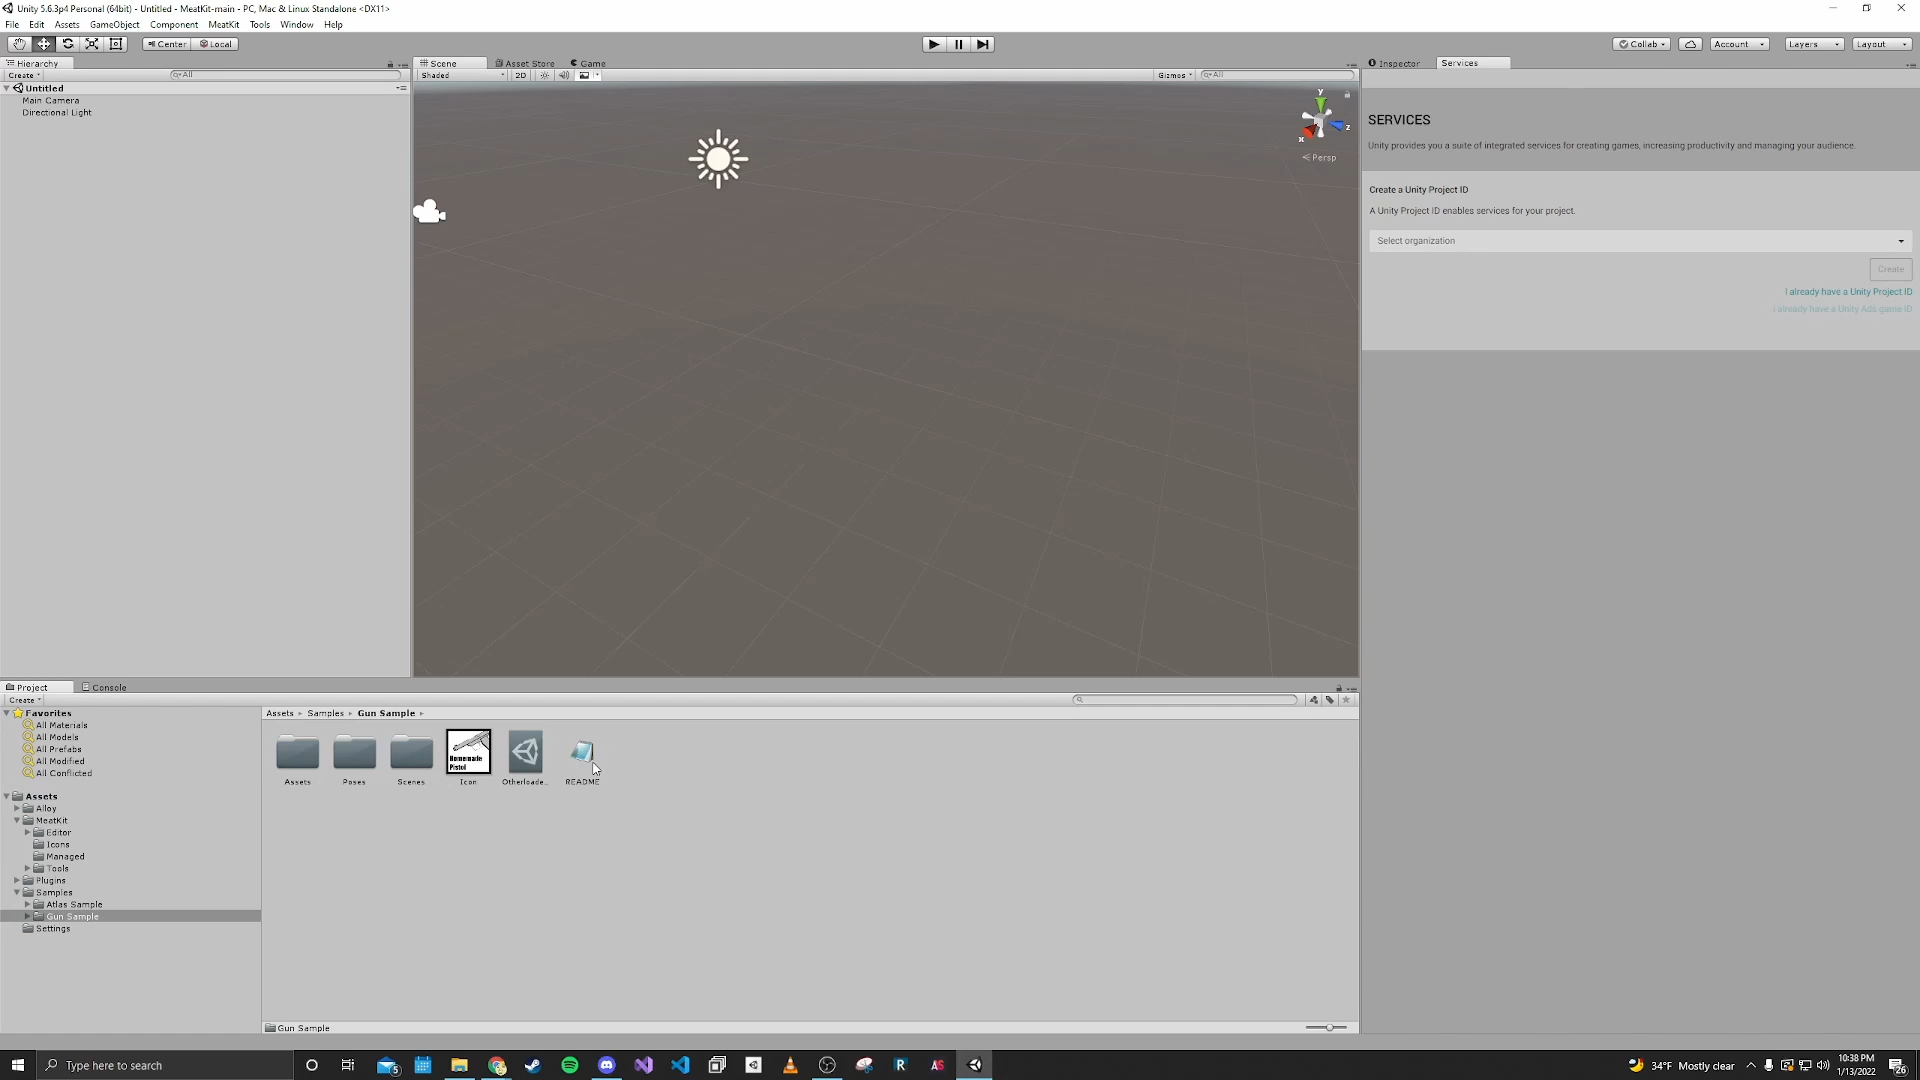 Unity 5.6.3p4 Personal (64bit) - Untitled - MeatKit-main - PC, Mac & Linux Standalone <DX11>
File Edit Assets GameObject Component MeatKit Tools Window Help
Center Local Collab Account Layers Layout
Hierarchy Scene Asset Store Game Inspector Services
Create All Shaded 2D Gizmos All
Untitled
Main Camera
Directional Light
y
z
x
Persp
SERVICES
Unity provides you a suite of integrated services for creating games, increasing productivity and managing your audience.
Create a Unity Project ID
A Unity Project ID enables services for your project.
Select organization
Create
I already have a Unity Project ID
I already have a Unity Ads game ID
Project Console
Create
Favorites
All Materials
All Models
All Prefabs
All Modified
All Conflicted
Assets
Alloy
MeatKit
Editor
Icons
Managed
Tools
Plugins
Samples
Atlas Sample
Gun Sample
Settings
Assets Samples Gun Sample
Homemade
Pistol
Assets Poses Scenes Icon Otherloade... README
Gun Sample
Type here to search
5
R
AS
34°F Mostly clear
10:38 PM
1/13/2022
26